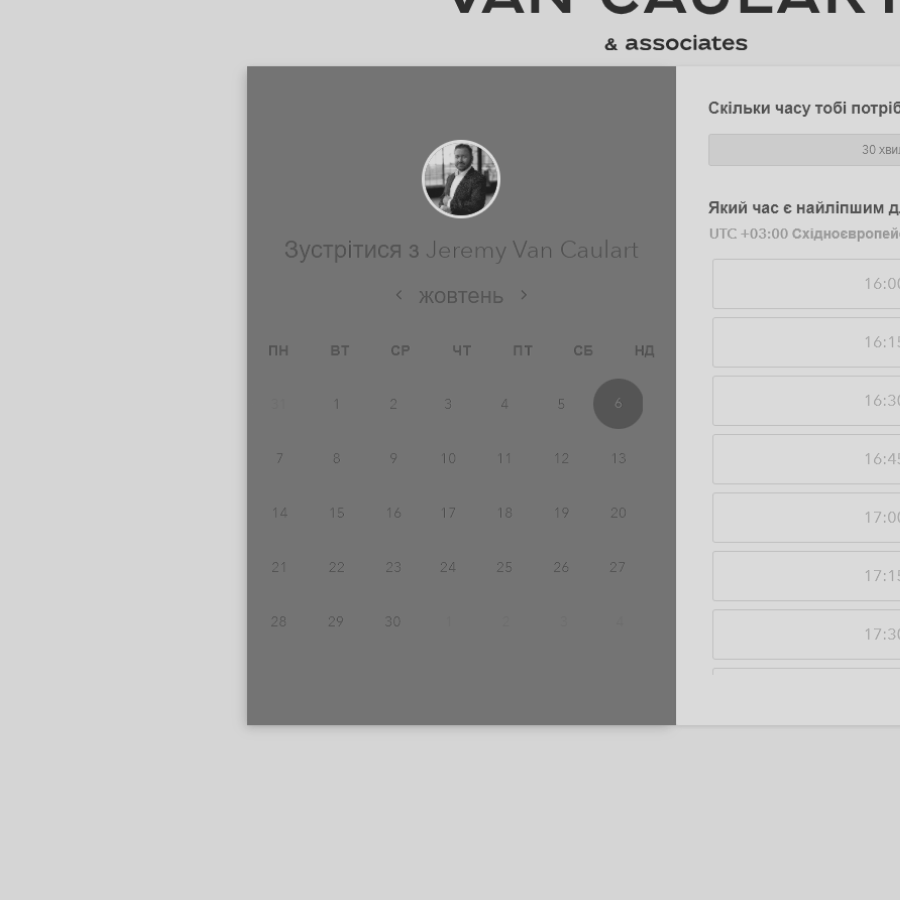 VAN CAULART
& associates
Зустрітися з Jeremy Van Caulart
жовтень
ПН ВТ СР ЧТ ПТ СБ НД
31 1 2 3 4 5 6
7 8 9 10 11 12 13
14 15 16 17 18 19 20
21 22 23 24 25 26 27
28 29 30 1 2 3 4
Скільки часу тобі потріб
30 хви
Який час є найліпшим д
UTC +03:00 Східноєвропей
16:00
16:15
16:30
16:45
17:00
17:15
17:30